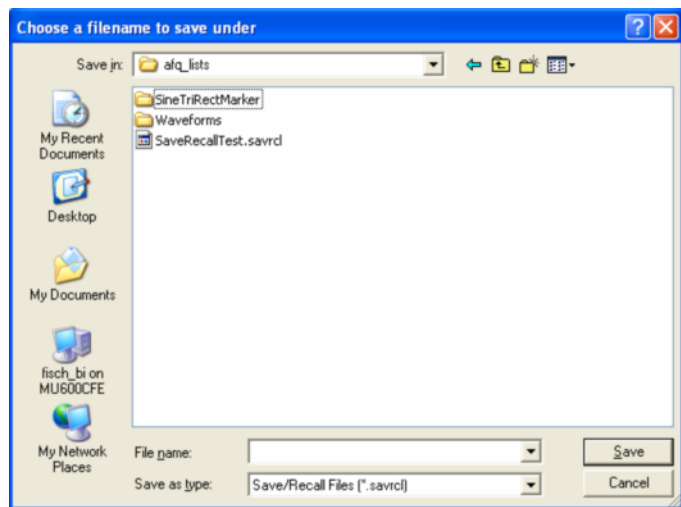 Choose a filename to save under
Save in:
afq_lists
SineTriRectMarker
Waveforms
SaveRecallTest.savrcl
My Recent
Documents
Desktop
My Documents
fisch_bi on
MU600CFE
My Network
Places
File name:
Save
Save as type:
Save/Recall Files (*.savrcl)
Cancel